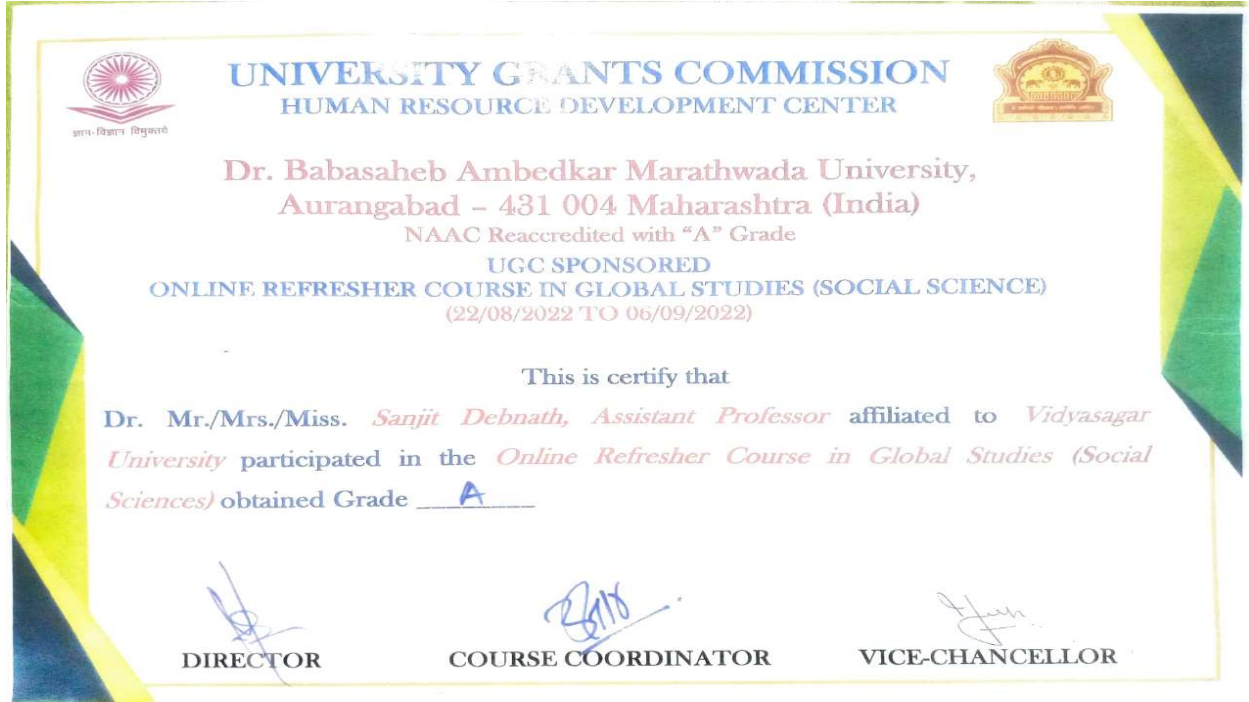 UNIVERSITY GRANTS COMMISSION
HUMAN RESOURCE DEVELOPMENT CENTER
ज्ञान-विज्ञान विमुक्तये
Dr. Babasaheb Ambedkar Marathwada University,
Aurangabad – 431 004 Maharashtra (India)
NAAC Reaccredited with “A” Grade
UGC SPONSORED
ONLINE REFRESHER COURSE IN GLOBAL STUDIES (SOCIAL SCIENCE)
(22/08/2022 TO 06/09/2022)
This is certify that
Dr. Mr./Mrs./Miss. Sanjit Debnath, Assistant Professor affiliated to Vidyasagar
University participated in the Online Refresher Course in Global Studies (Social
Sciences) obtained Grade A
DIRECTOR
COURSE COORDINATOR
VICE-CHANCELLOR